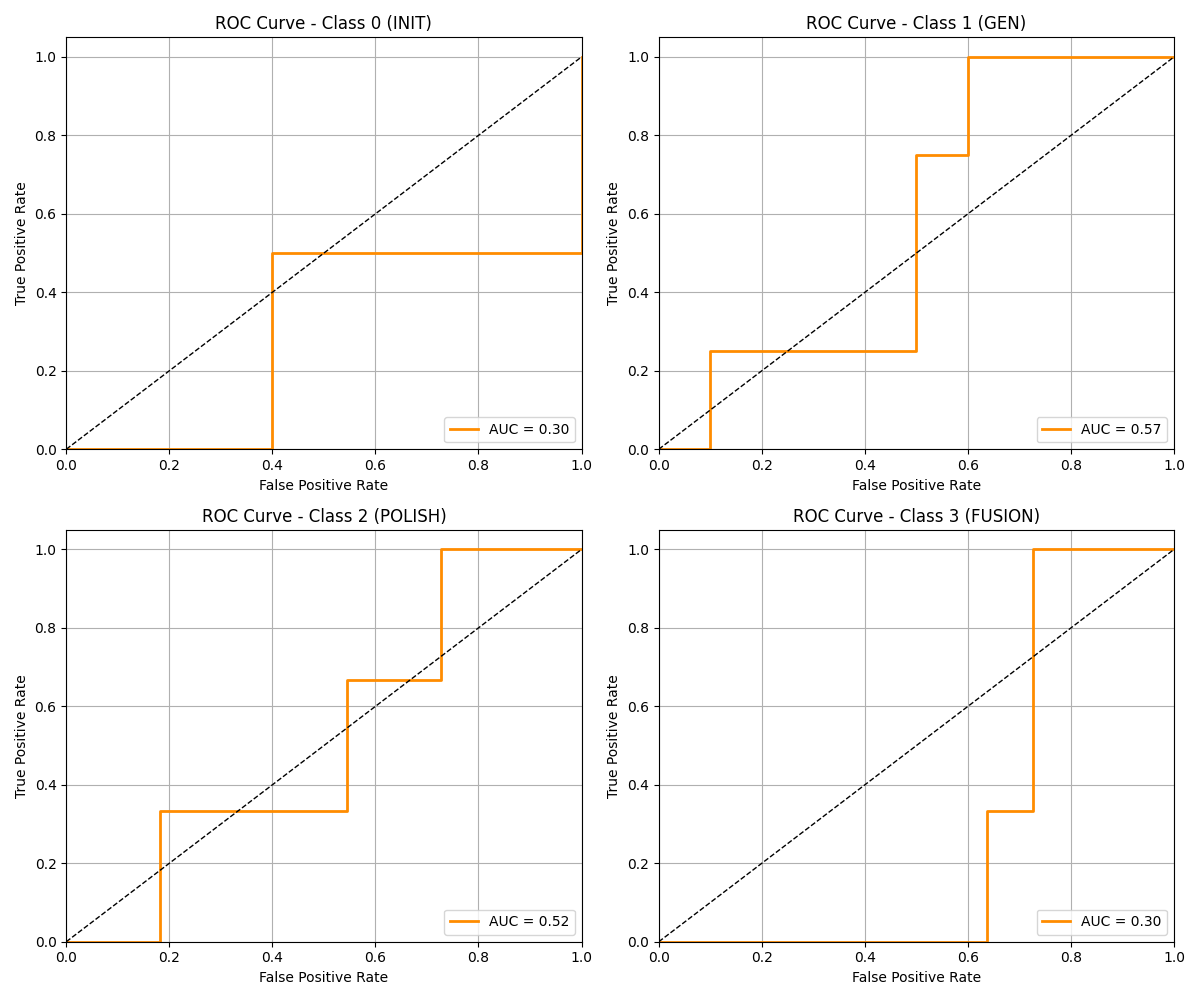 ROC Curve - Class 0 (INIT)
True Positive Rate
1.0
0.8
0.6
0.4
0.2
0.0
AUC = 0.30
0.0 0.2 0.4 0.6 0.8 1.0
False Positive Rate
ROC Curve - Class 1 (GEN)
True Positive Rate
1.0
0.8
0.6
0.4
0.2
0.0
AUC = 0.57
0.0 0.2 0.4 0.6 0.8 1.0
False Positive Rate
ROC Curve - Class 2 (POLISH)
True Positive Rate
1.0
0.8
0.6
0.4
0.2
0.0
AUC = 0.52
0.0 0.2 0.4 0.6 0.8 1.0
False Positive Rate
ROC Curve - Class 3 (FUSION)
True Positive Rate
1.0
0.8
0.6
0.4
0.2
0.0
AUC = 0.30
0.0 0.2 0.4 0.6 0.8 1.0
False Positive Rate